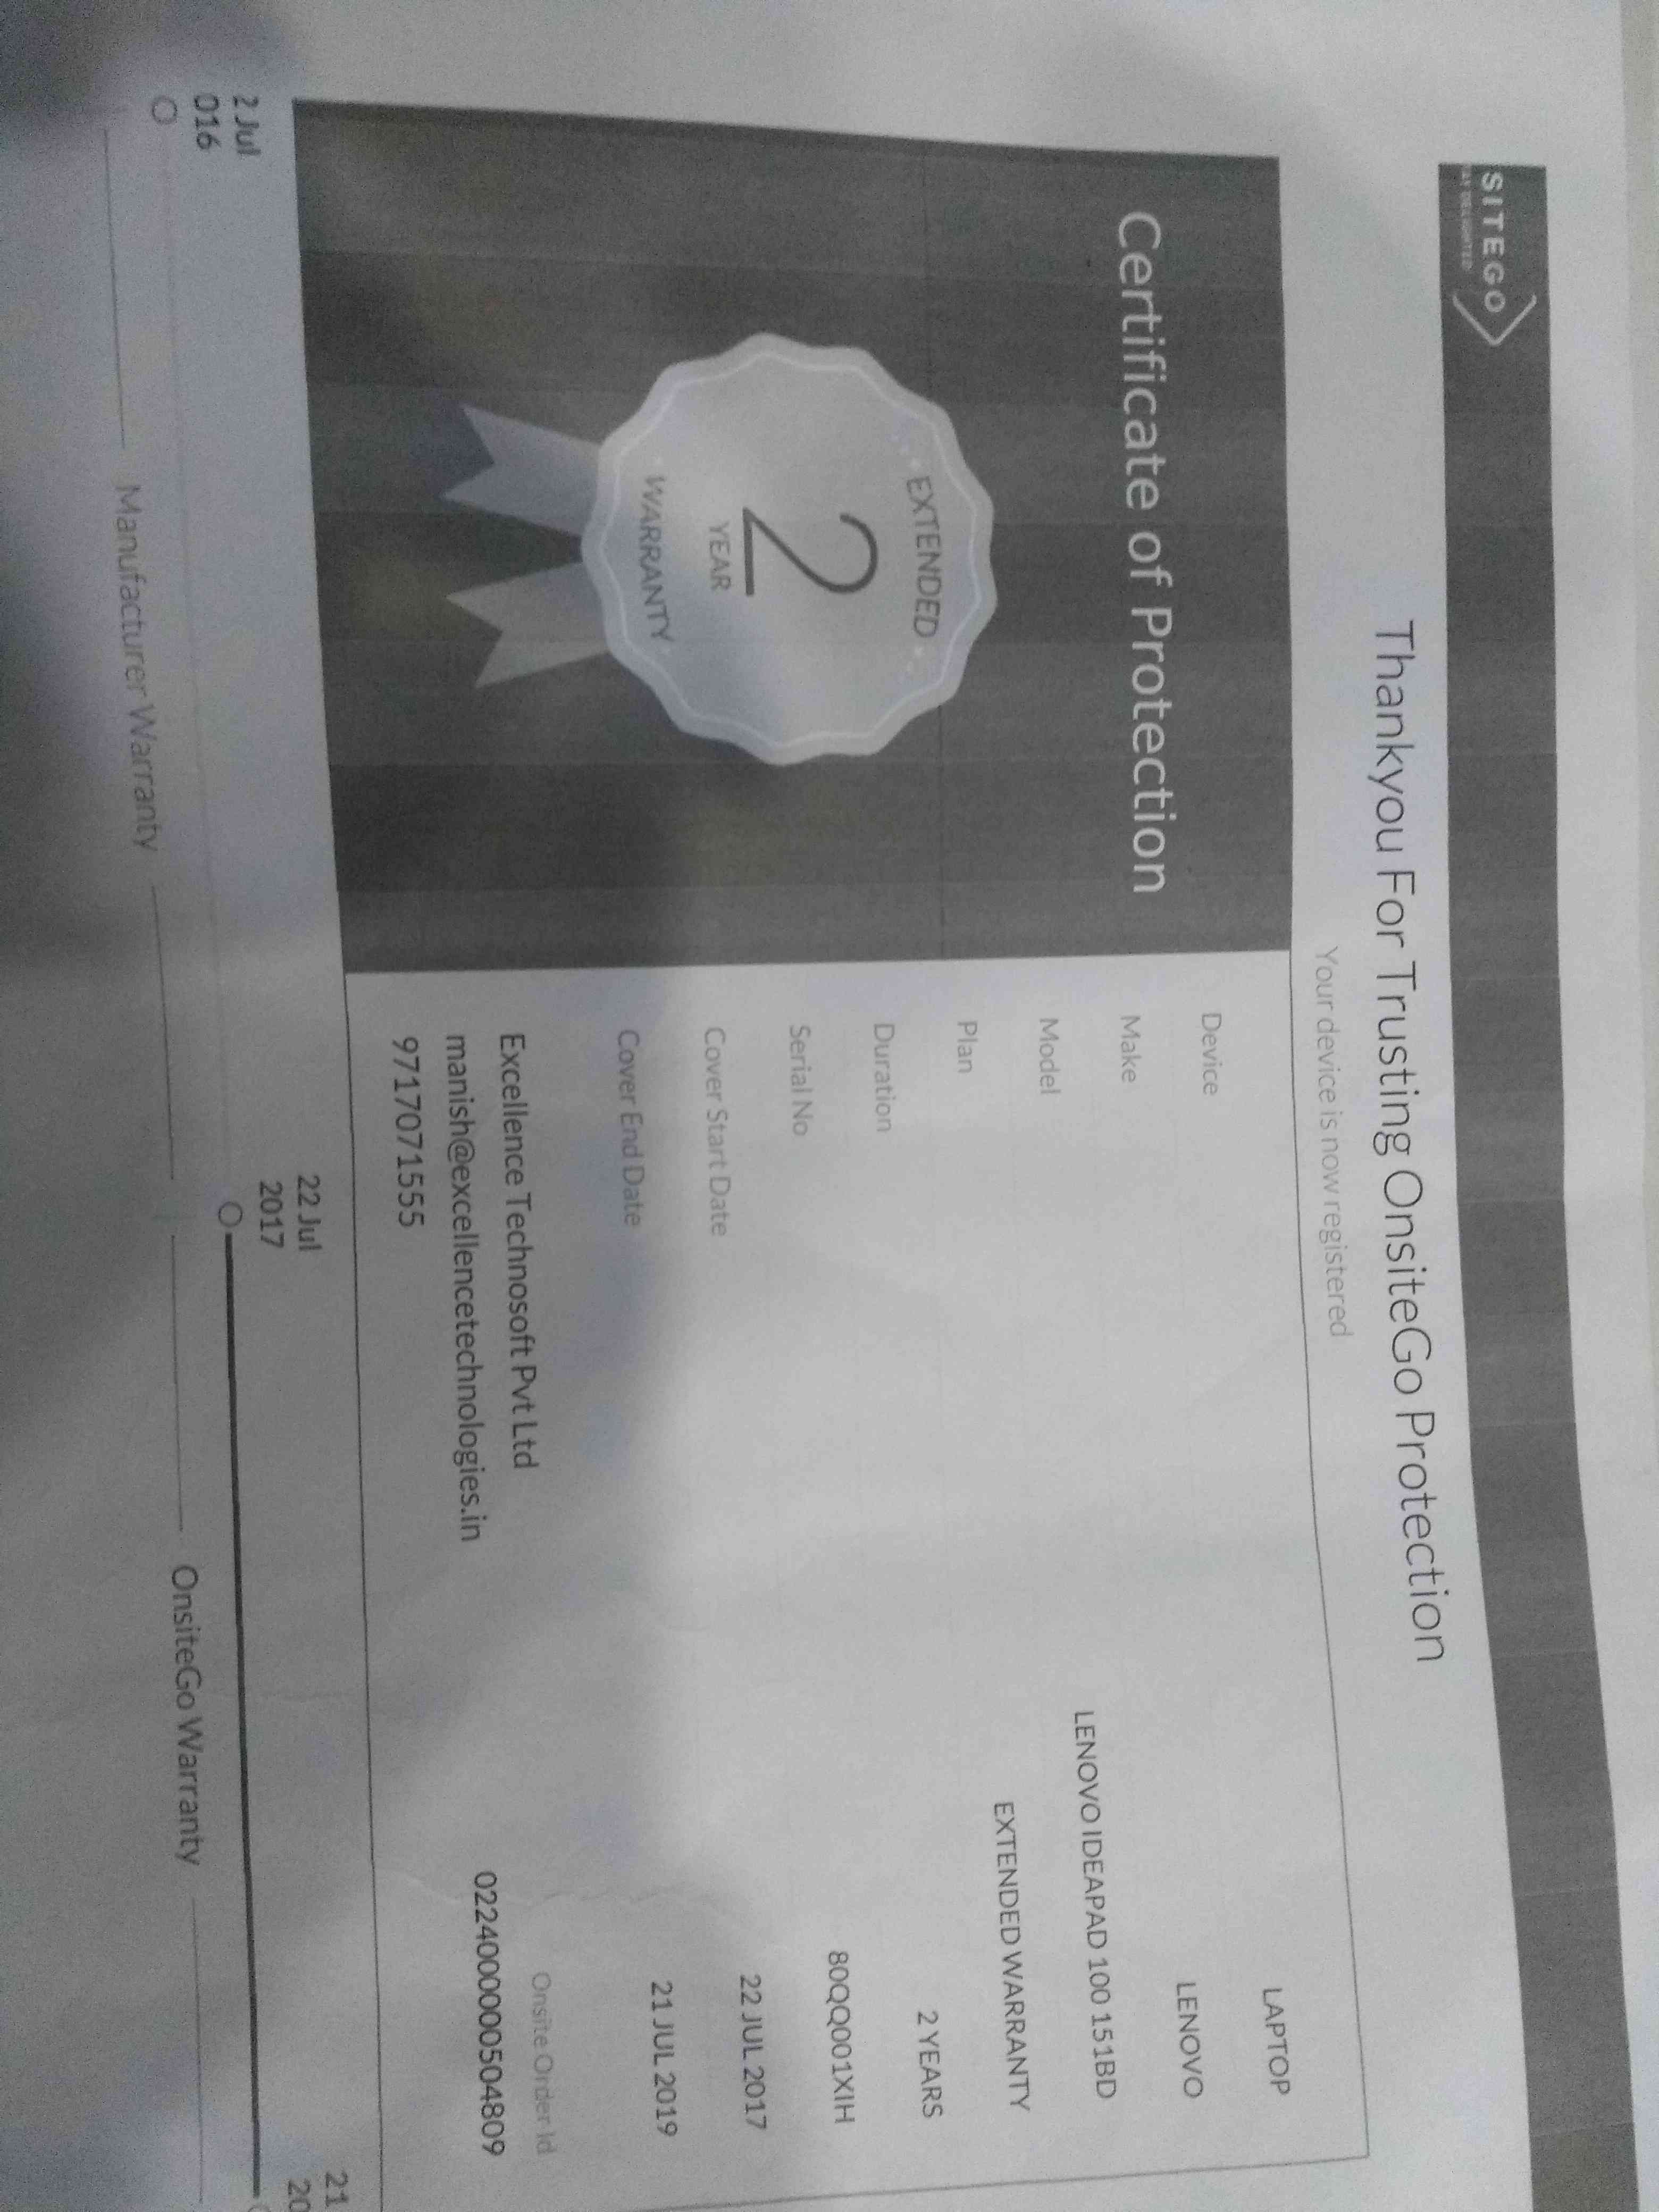 SITEGO
Thankyou For Trusting OnsiteGo Protection
Your device is now registered
Certificate of Protection
EXTENDED
2
YEAR
WARRANTY
Device LAPTOP
Make LENOVO
Model LENOVO IDEAPAD 100 151BD
Plan EXTENDED WARRANTY
Duration 2 YEARS
Serial No 80QQ001XIH
Cover Start Date 22 JUL 2017
Cover End Date 21 JUL 2019
Excellence Technosoft Pvt Ltd
manish@excellencetechnologies.in
9717071555
Onsite Order Id
02240000000504809
2 Jul
016
22 Jul
2017
21
20
Manufacturer Warranty
OnsiteGo Warranty